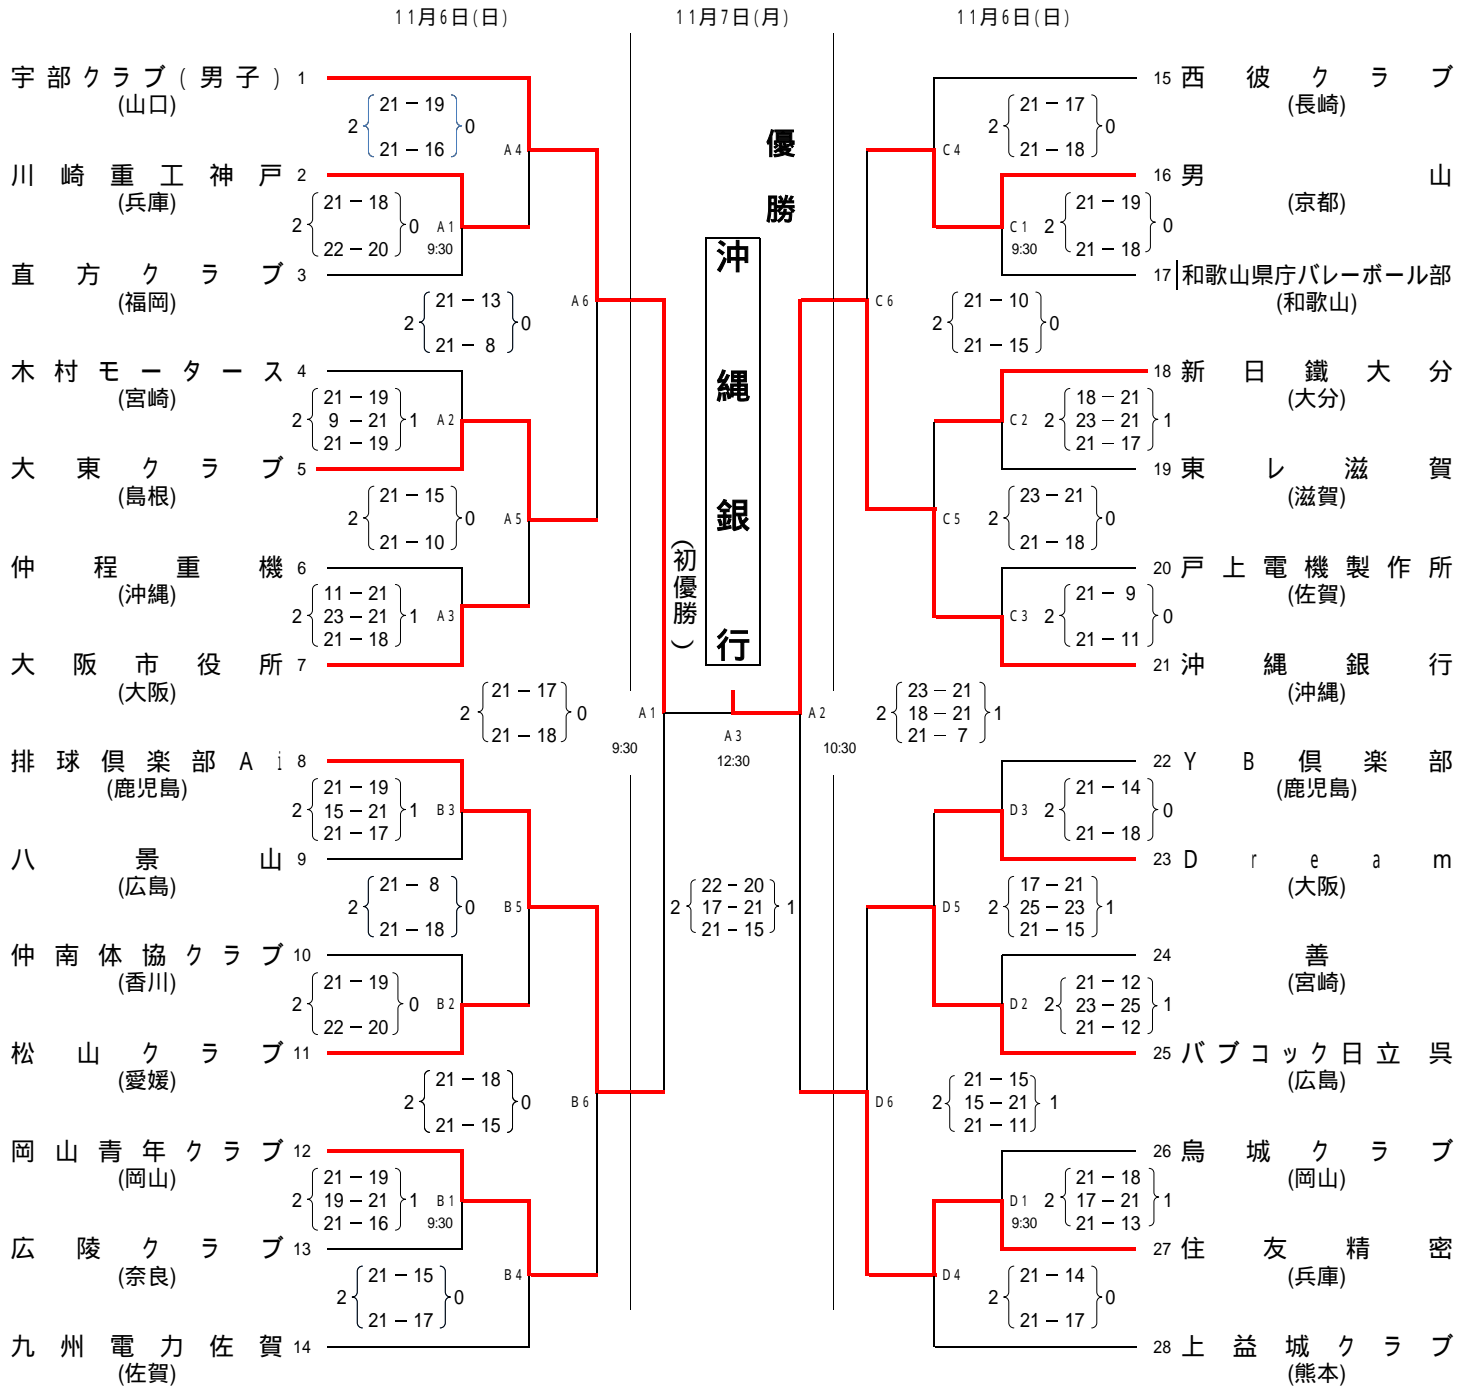 11月6日(日) 11月7日(月) 11月6日(日)
優勝
沖縄銀行
(初優勝)
宇部クラブ(男子) 1
(山口)
2 21-19 0
21-16
A4
川崎重工神戸 2
(兵庫)
2 21-18 0
22-20
A1
9:30
直方クラブ 3
(福岡)
2 21-13 0
21-8
A6
木村モータース 4
(宮崎)
2 21-19 1
9-21
21-19
A2
大東クラブ 5
(島根)
2 21-15 0
21-10
A5
仲程重機 6
(沖縄)
2 11-21 1
23-21
21-18
A3
大阪市役所 7
(大阪)
2 21-17 0
21-18
A1
9:30
排球倶楽部Ai 8
(鹿児島)
2 21-19 1
15-21
21-17
B3
八景山 9
(広島)
2 21-8 0
21-18
B5
仲南体協クラブ 10
(香川)
2 21-19 0
22-20
B2
松山クラブ 11
(愛媛)
2 21-18 0
21-15
B6
岡山青年クラブ 12
(岡山)
2 21-19 1
19-21
21-16
B1
9:30
広陵クラブ 13
(奈良)
2 21-15 0
21-17
B4
九州電力佐賀 14
(佐賀)
A3
12:30
2 22-20 1
17-21
21-15
15 西彼クラブ
(長崎)
C4
2 21-17 0
21-18
16 男山
(京都)
C1
9:30
2 21-19 0
21-18
17 和歌山県庁バレーボール部
(和歌山)
C6
2 21-10 0
21-15
18 新日鐵大分
(大分)
C2
2 18-21 1
23-21
21-17
19 東レ滋賀
(滋賀)
C5
2 23-21 0
21-18
20 戸上電機製作所
(佐賀)
C3
2 21-9 0
21-11
21 沖縄銀行
(沖縄)
A2
10:30
2 23-21 1
18-21
21-7
22 YB倶楽部
(鹿児島)
D3
2 21-14 0
21-18
23 Dream
(大阪)
D5
2 17-21 1
25-23
21-15
24 善
(宮崎)
D2
2 21-12 1
23-25
21-12
25 バブコック日立呉
(広島)
D6
2 21-15 1
15-21
21-11
26 烏城クラブ
(岡山)
D1
9:30
2 21-18 1
17-21
21-13
27 住友精密
(兵庫)
D4
2 21-14 0
21-17
28 上益城クラブ
(熊本)